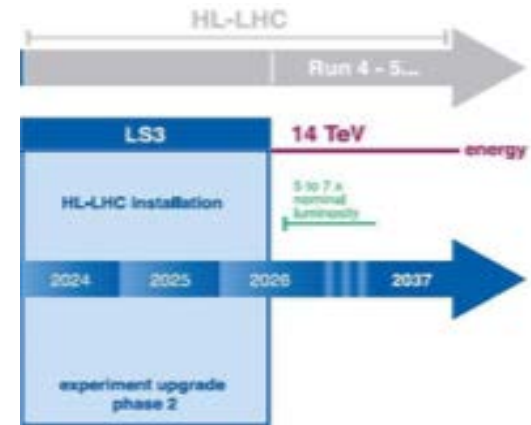 HL-LHC
Run 4 - 5...
LS3
14 TeV
energy
HL-LHC installation
5 to 7 x
nominal
luminosity
2024
2025
2026
2037
experiment upgrade
phase 2